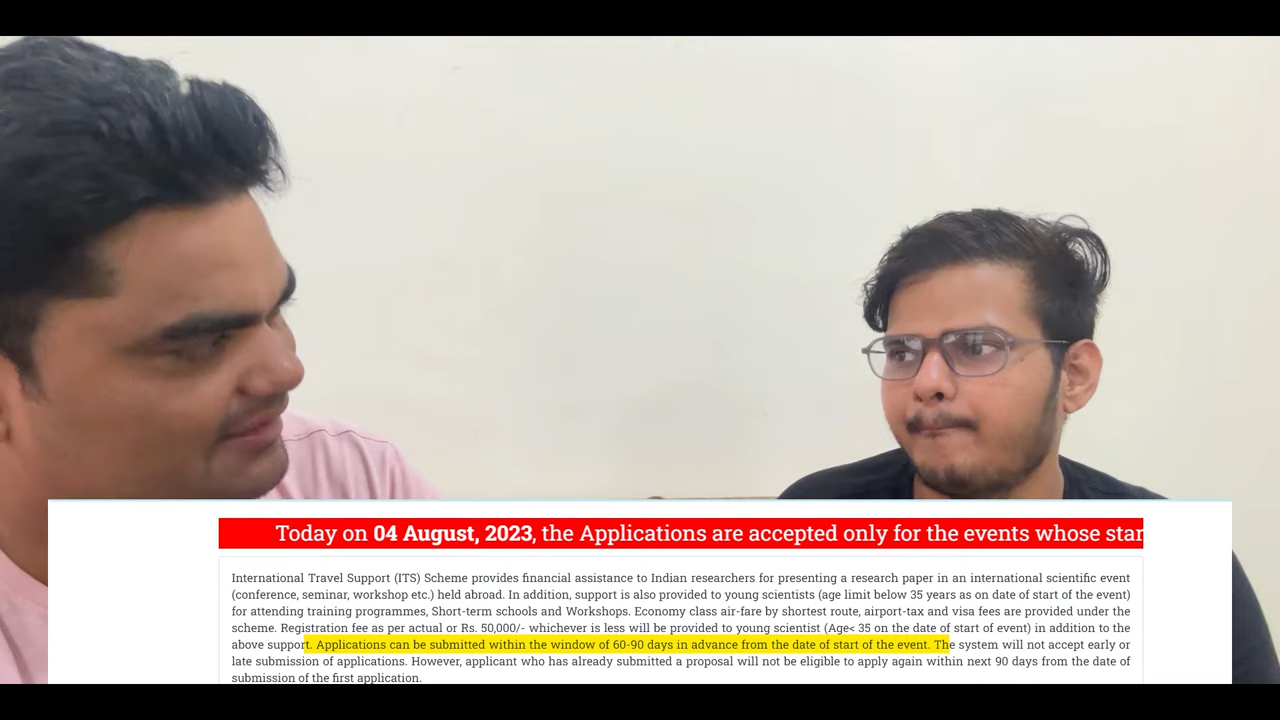 Today on 04 August, 2023, the Applications are accepted only for the events whose star
International Travel Support (ITS) Scheme provides financial assistance to Indian researchers for presenting a research paper in an international scientific event
(conference, seminar, workshop etc.) held abroad. In addition, support is also provided to young scientists (age limit below 35 years as on date of start of the event)
for attending training programmes, Short-term schools and Workshops. Economy class air-fare by shortest route, airport-tax and visa fees are provided under the
scheme. Registration fee as per actual or Rs. 50,000/- whichever is less will be provided to young scientist (Age< 35 on the date of start of event) in addition to the
above support. Applications can be submitted within the window of 60-90 days in advance from the date of start of the event. The system will not accept early or
late submission of applications. However, applicant who has already submitted a proposal will not be eligible to apply again within next 90 days from the date of
submission of the first application.